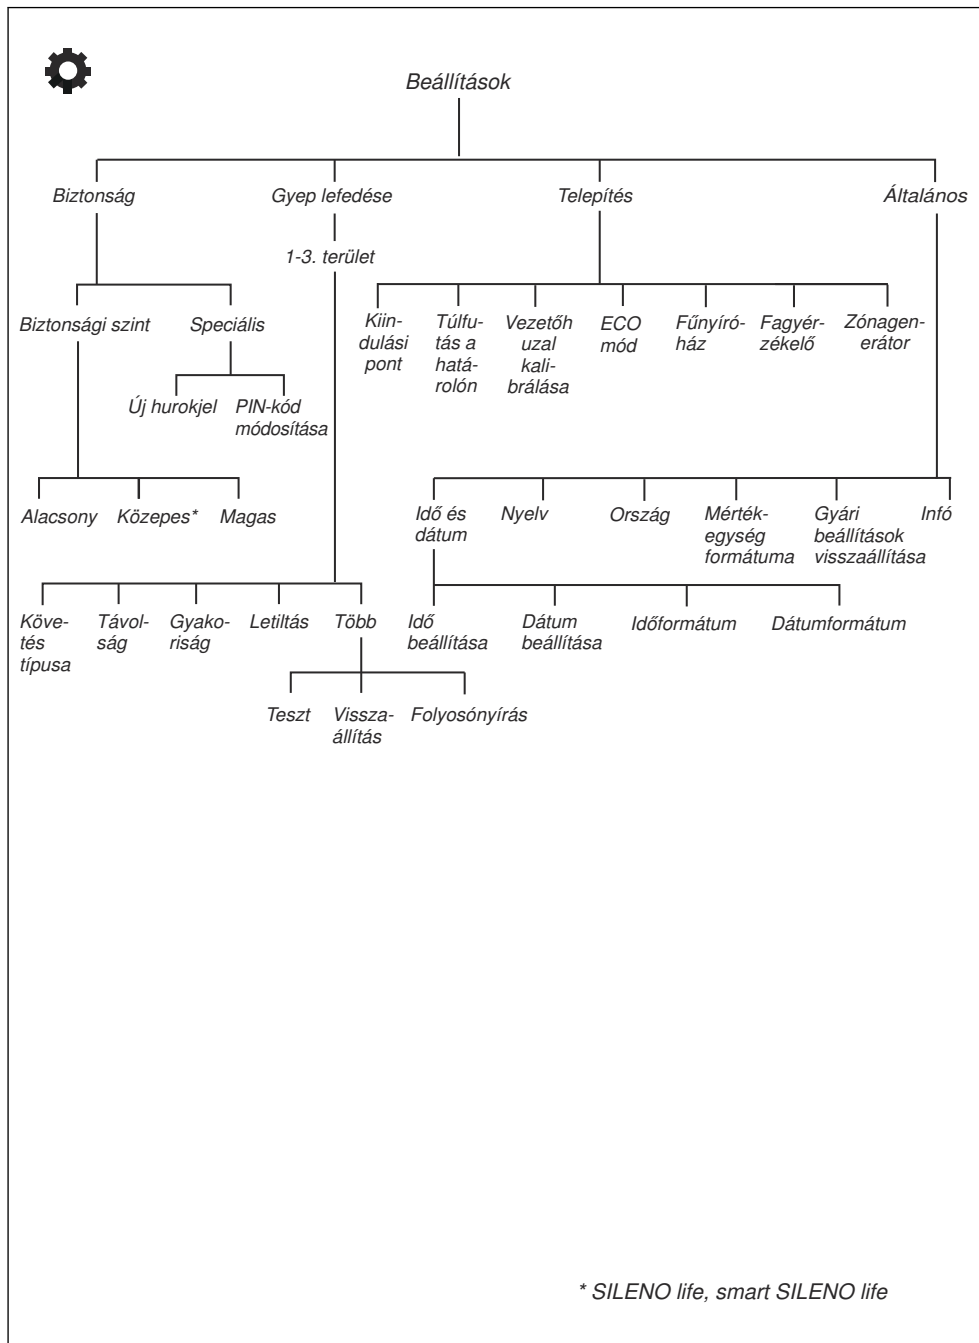 Beállítások
Biztonság
Gyep lefedése
Telepítés
Általános
1-3. terület
Biztonsági szint
Speciális
Kiin-
dulási
pont
Túlfu-
tás a
hatá-
rolón
Vezetőh
uzal
kali-
brálása
ECO
mód
Fűnyíró-
ház
Fagyér-
zékelő
Zónagen-
erátor
Új hurokjel
PIN-kód
módosítása
Alacsony
Közepes*
Magas
Idő és
dátum
Nyelv
Ország
Mérték-
egység
formátuma
Gyári
beállítások
visszaállítása
Infó
Köve-
tés
típusa
Távol-
ság
Gyako-
riság
Letiltás
Több
Idő
beállítása
Dátum
beállítása
Időformátum
Dátumformátum
Teszt
Vissza-
állítás
Folyosónyírás
* SILENO life, smart SILENO life